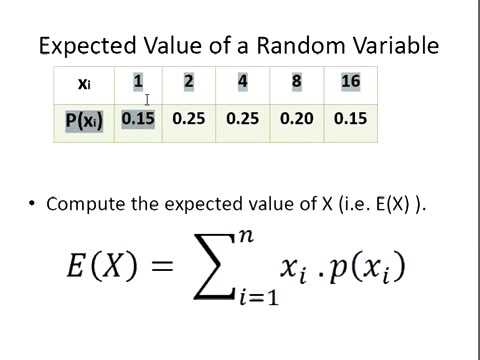 Expected Value of a Random Variable
xi 1 2 4 8 16
P(xi) 0.15 0.25 0.25 0.20 0.15
• Compute the expected value of X (i.e. E(X) ).
E(X) = ∑ⁿᵢ₌₁ xᵢ .p(xᵢ)